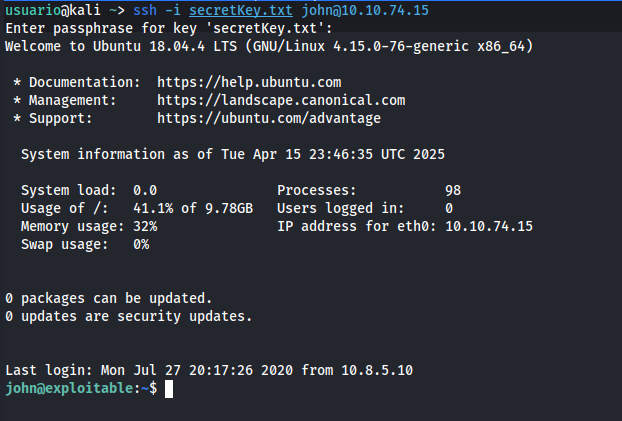 usuario@kali ~> ssh -i secretKey.txt john@10.10.74.15
Enter passphrase for key 'secretKey.txt':
Welcome to Ubuntu 18.04.4 LTS (GNU/Linux 4.15.0-76-generic x86_64)
* Documentation:  https://help.ubuntu.com
* Management:     https://landscape.canonical.com
* Support:        https://ubuntu.com/advantage
System information as of Tue Apr 15 23:46:35 UTC 2025
System load:  0.0               Processes:           98
Usage of /:   41.1% of 9.78GB   Users logged in:     0
Memory usage: 32%               IP address for eth0: 10.10.74.15
Swap usage:   0%
0 packages can be updated.
0 updates are security updates.
Last login: Mon Jul 27 20:17:26 2020 from 10.8.5.10
john@exploitable:~$